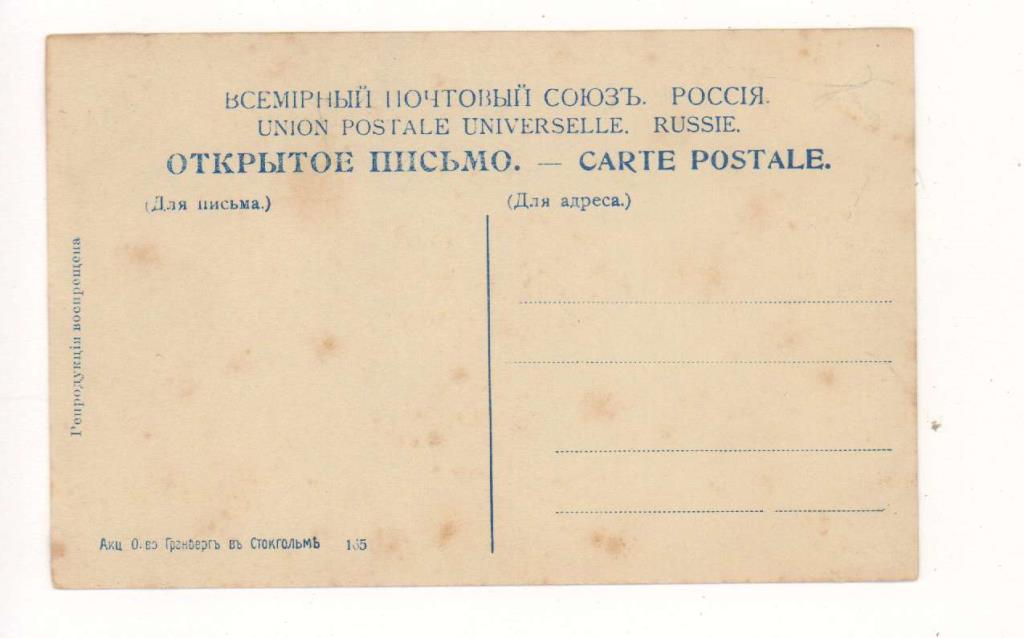 ВСЕМІРНЫЙ ПОЧТОВЫЙ СОЮЗЪ. РОССІЯ.
UNION POSTALE UNIVERSELLE. RUSSIE.
ОТКРЫТОЕ ПИСЬМО. — CARTE POSTALE.
(Для письма.)
(Для адреса.)
Репродукція воспрещена
Акц О-во Гранбергъ въ Стокгольмѣ